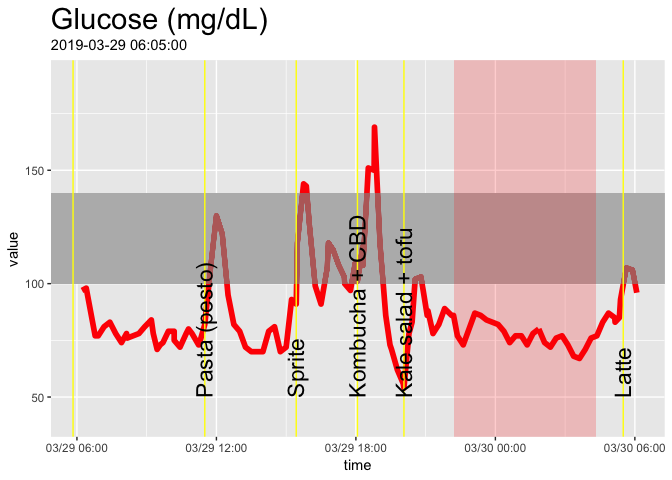 Glucose (mg/dL)
2019-03-29 06:05:00
value
150
100
50
Pasta (pesto)
Sprite
Kombucha + CBD
Kale salad + tofu
Latte
03/29 06:00
03/29 12:00
03/29 18:00
03/30 00:00
03/30 06:00
time